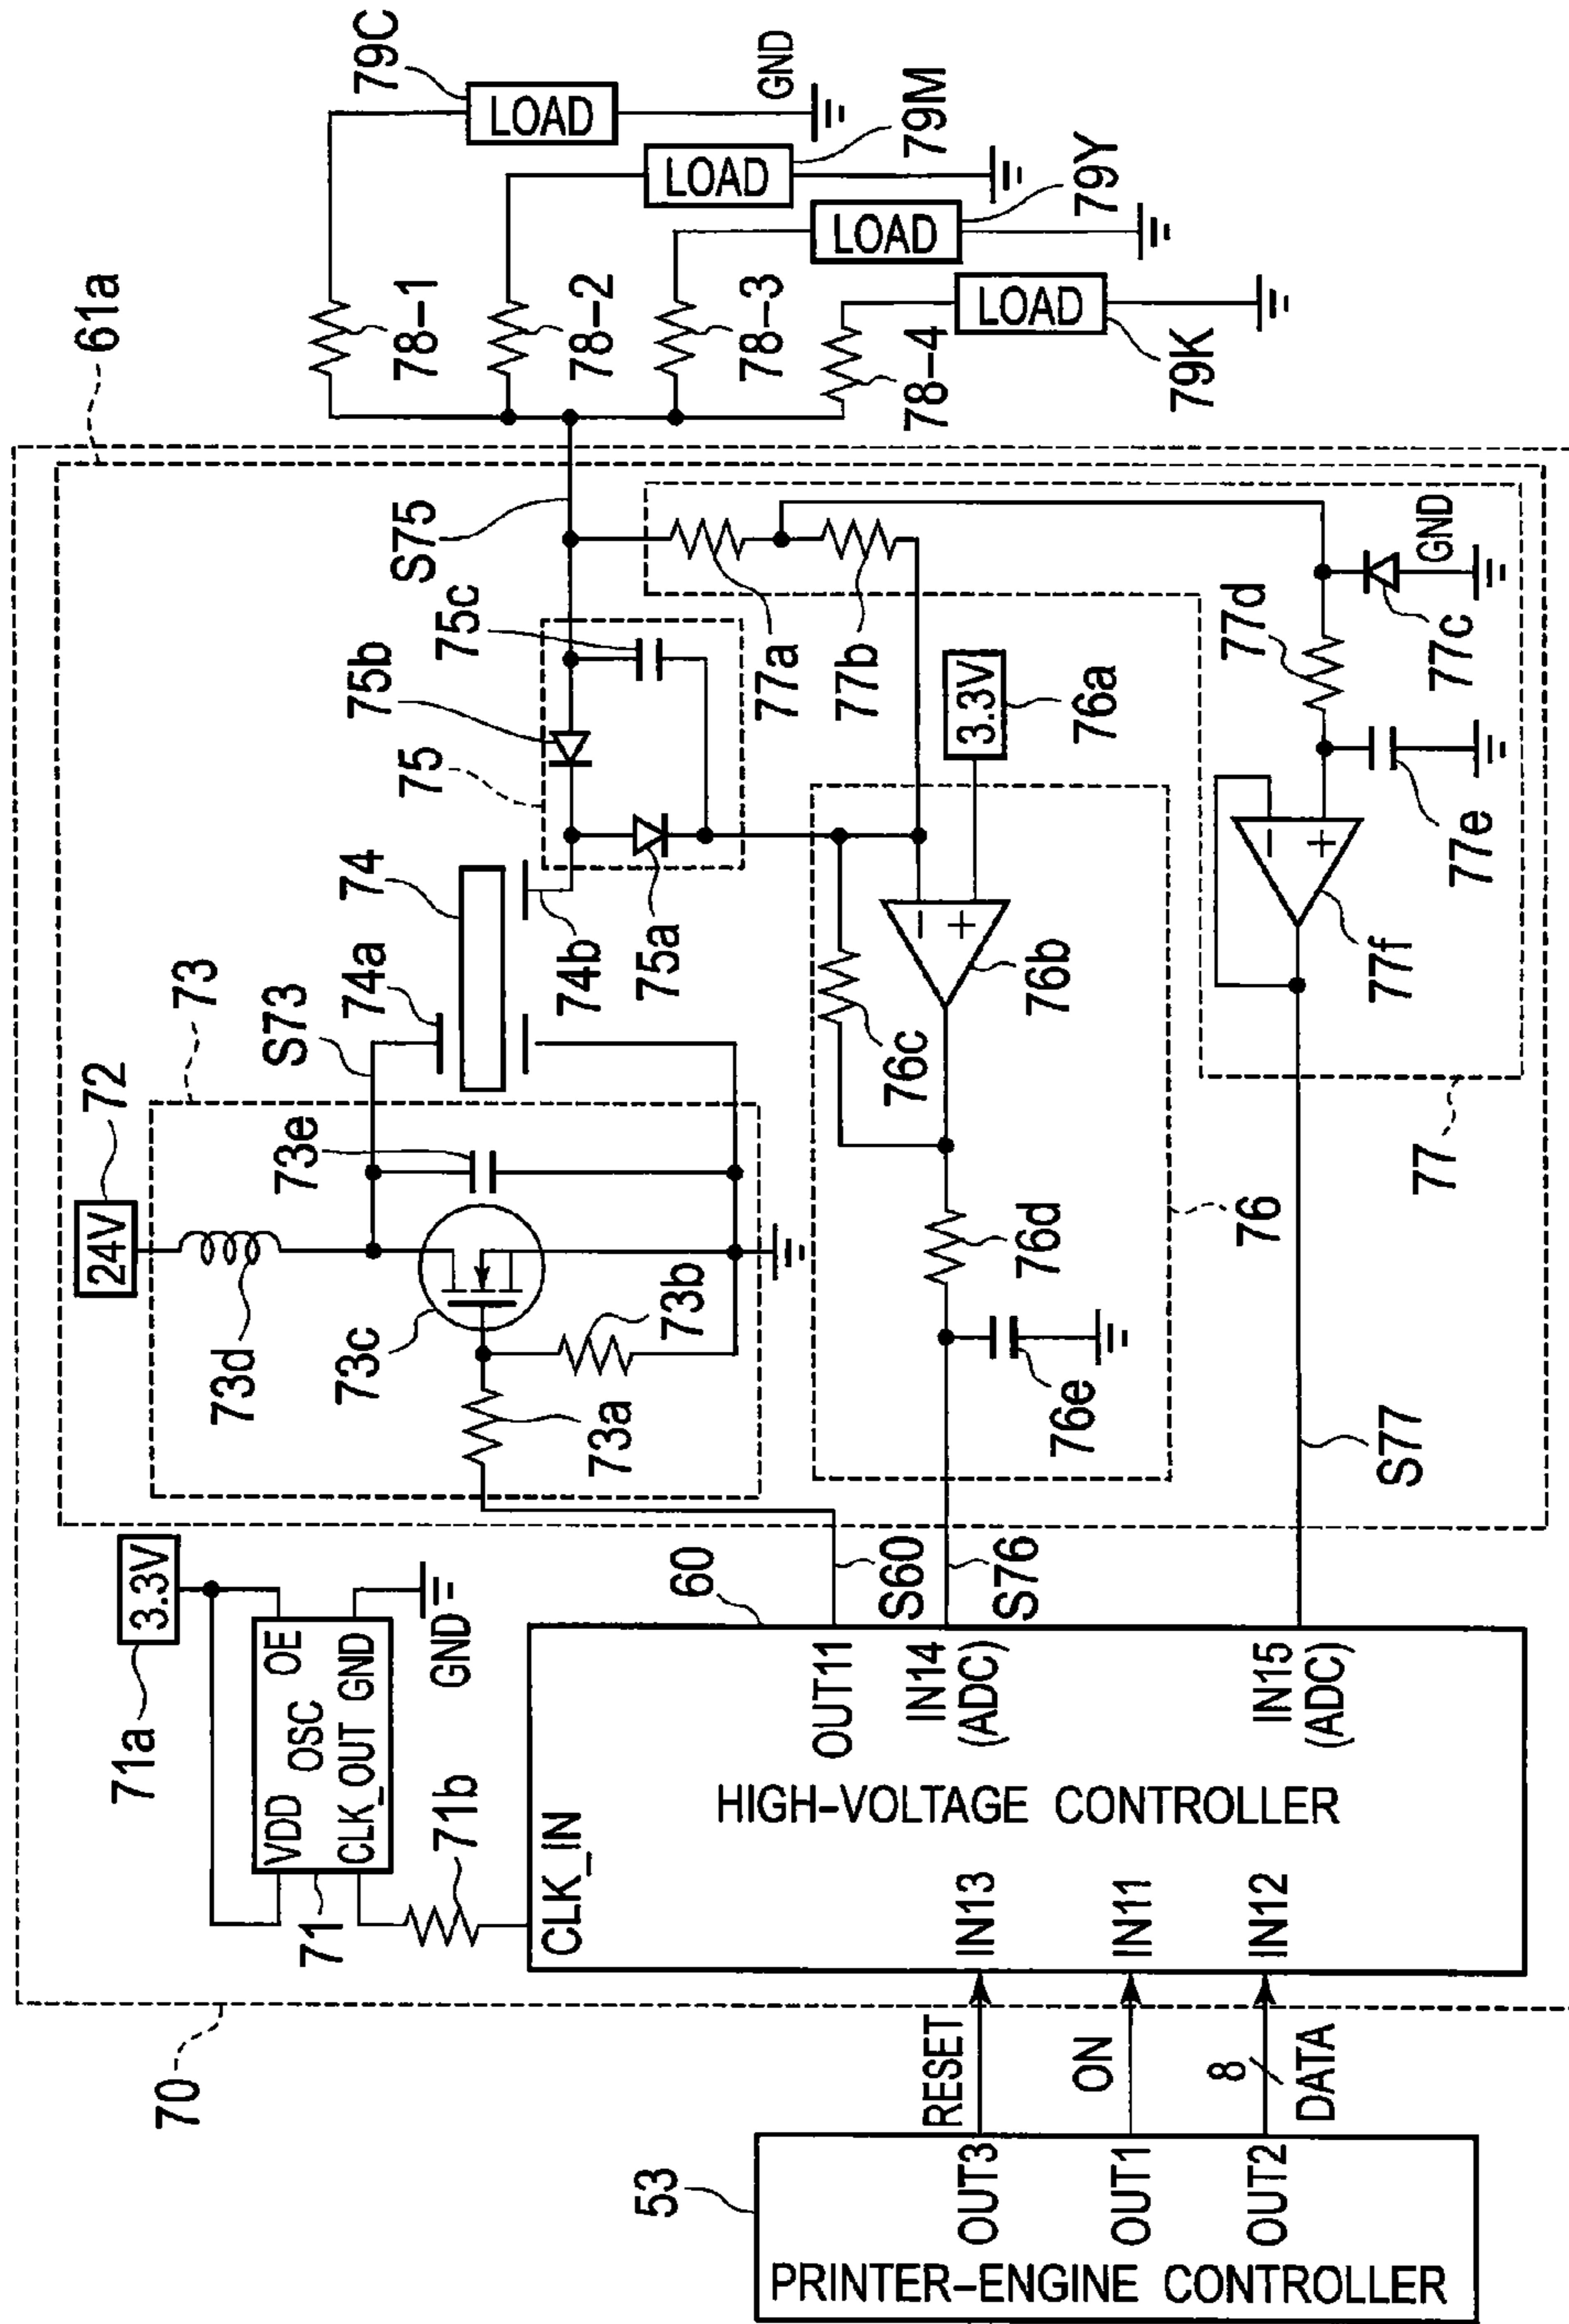 70
71a
3.3V
VDD OE
OSC
CLK_OUT GND
71
71b
GND
72
24V
73
S73
73d
73e
73c
73b
73a
74a
74
74b
75
75b
75c
75a
S75
61a
78-1
78-2
78-3
78-4
79C
LOAD
GND
79M
LOAD
79Y
LOAD
79K
LOAD
77a
77b
3.3V
76a
76b
76c
76d
76e
76
77d
77c
GND
77e
77f
77
S77
60
S60
S76
CLK_IN
OUT11
IN14
(ADC)
IN15
(ADC)
HIGH-VOLTAGE CONTROLLER
IN13
IN11
IN12
RESET
ON
8
DATA
53
OUT3
OUT1
OUT2
PRINTER-ENGINE CONTROLLER
+
−
+
−